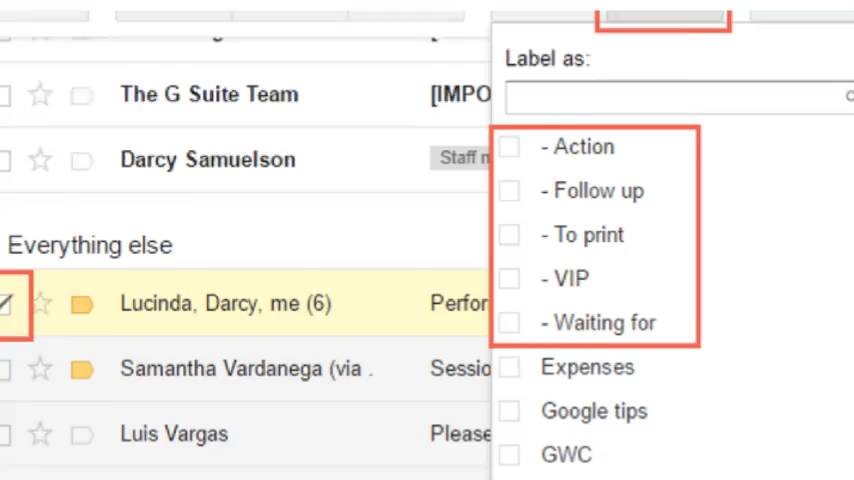 The G Suite Team [IMPO
Darcy Samuelson Staff
Everything else
Lucinda, Darcy, me (6) Perfor
Samantha Vardanega (via . Sessio
Luis Vargas Please
Label as:
- Action
- Follow up
- To print
- VIP
- Waiting for
Expenses
Google tips
GWC